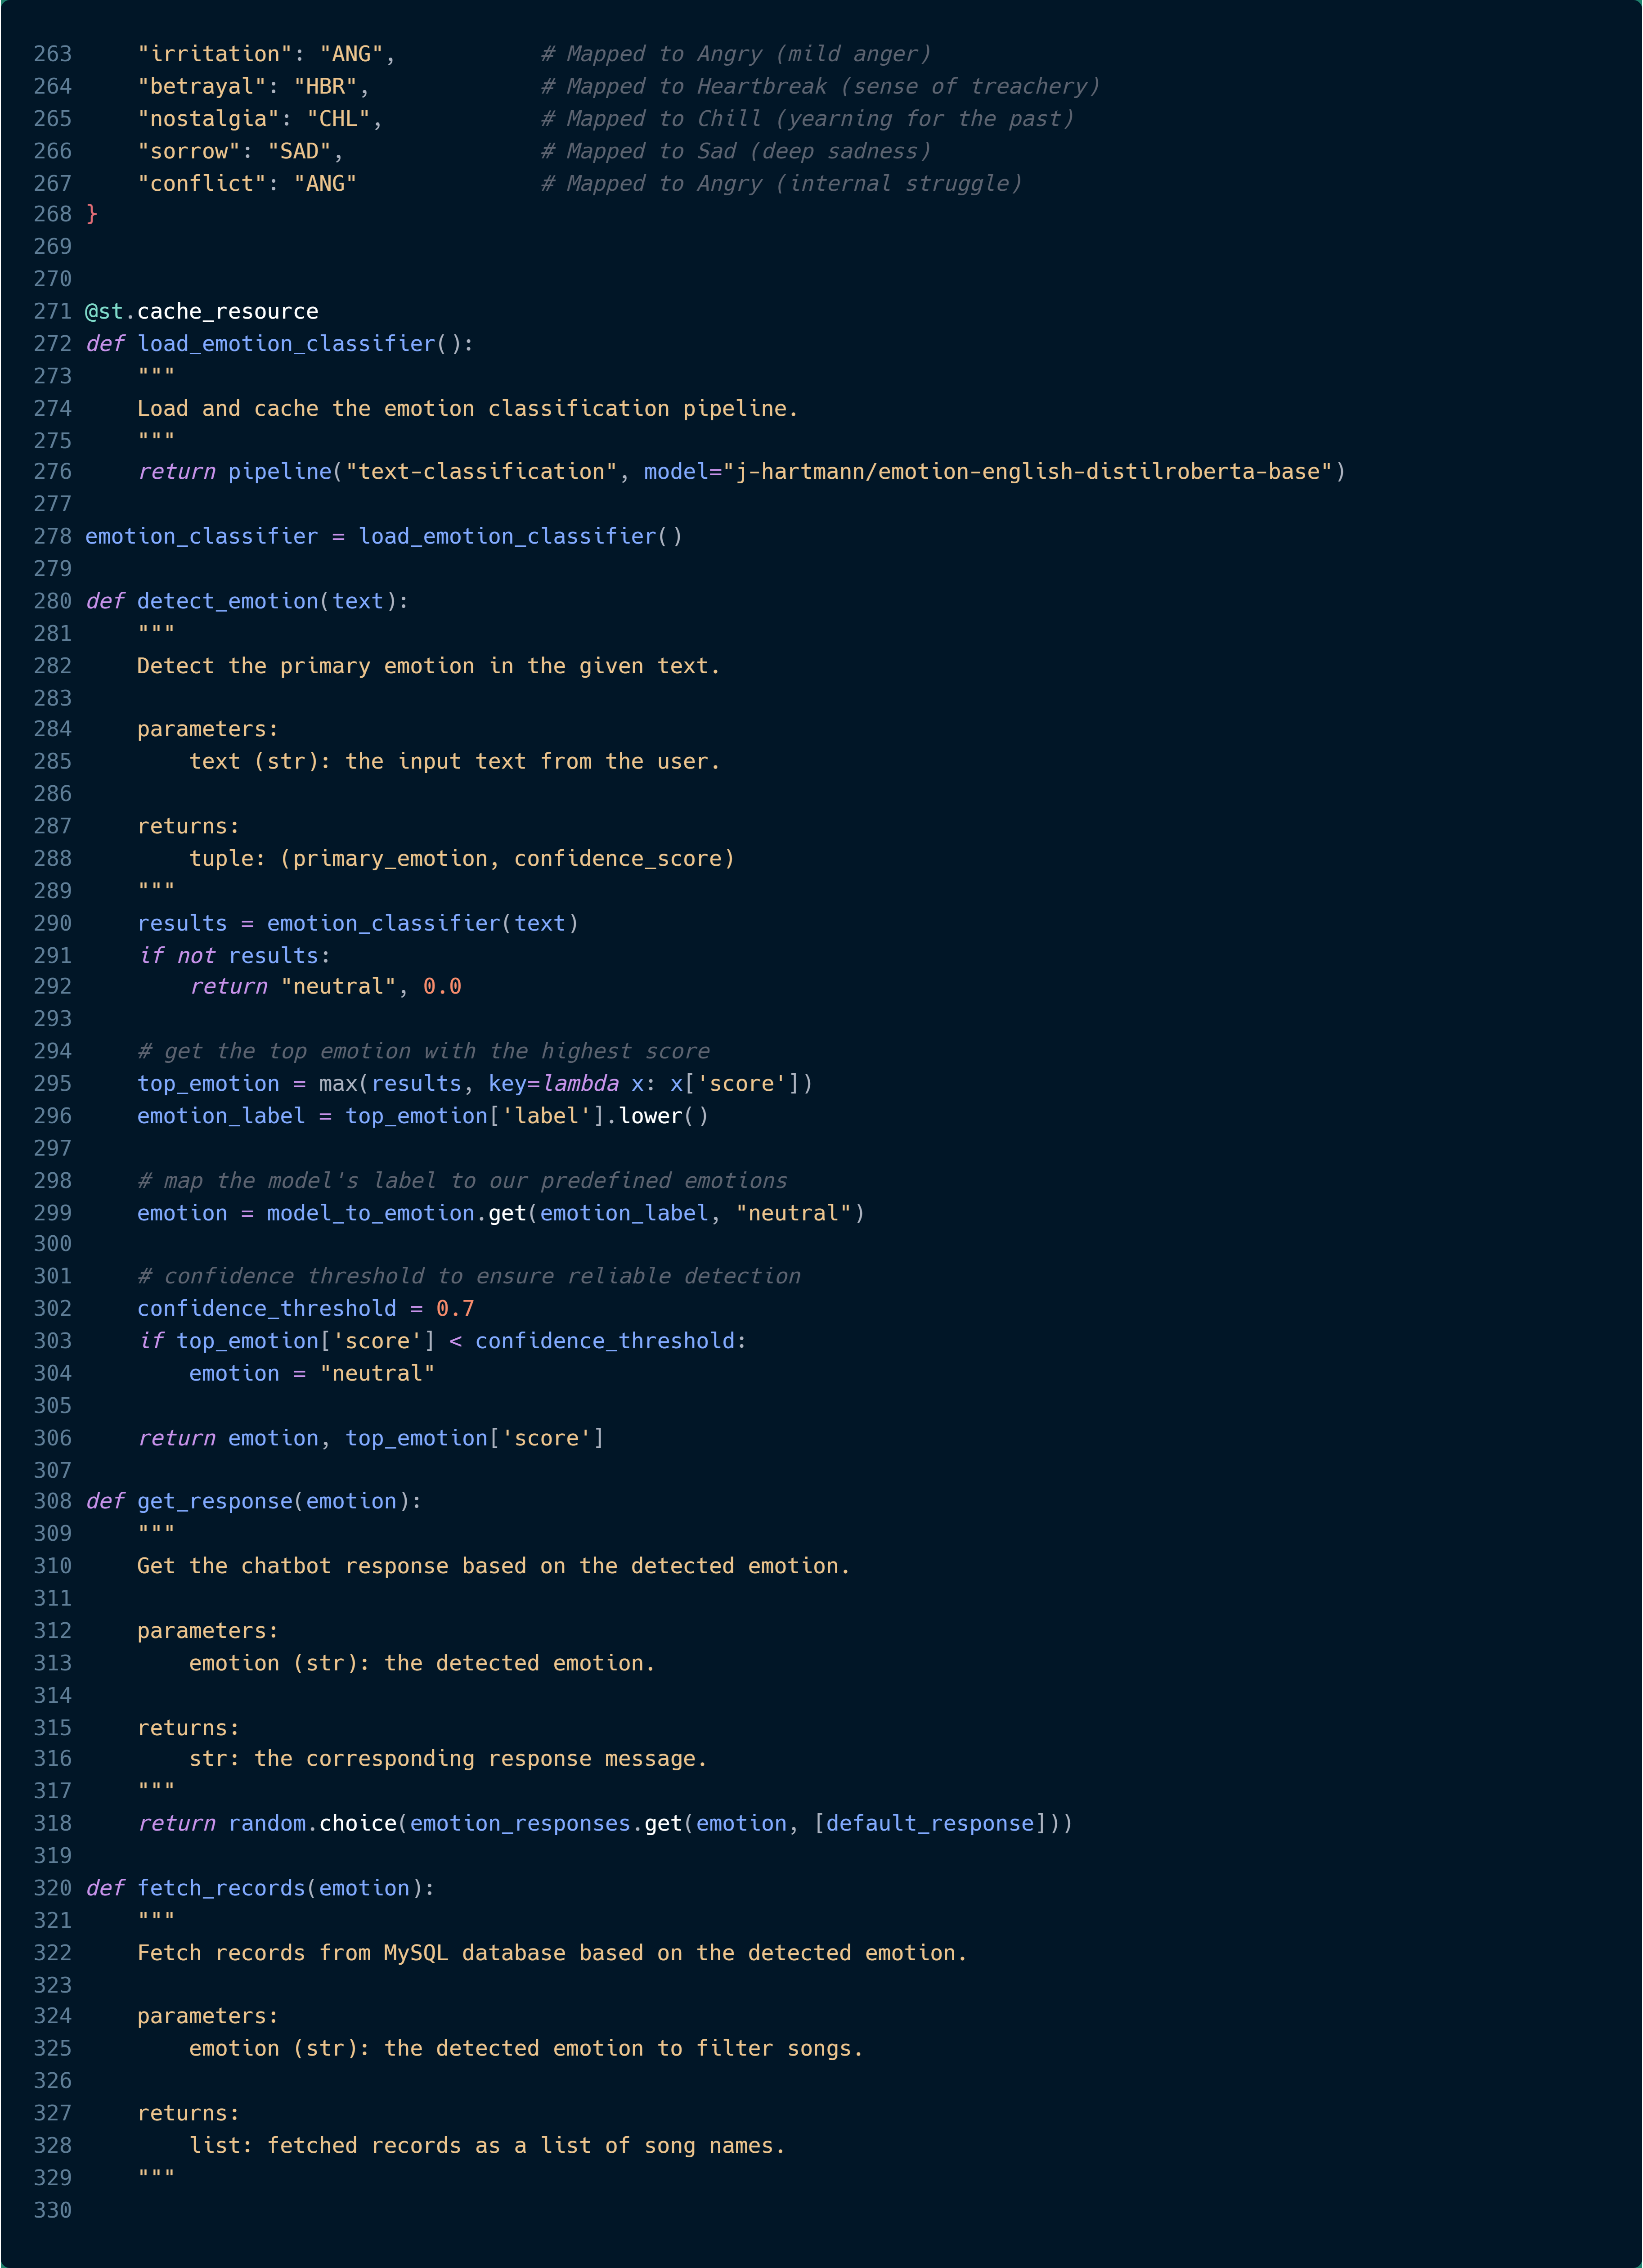 263     "irritation": "ANG",           # Mapped to Angry (mild anger)
264     "betrayal": "HBR",             # Mapped to Heartbreak (sense of treachery)
265     "nostalgia": "CHL",            # Mapped to Chill (yearning for the past)
266     "sorrow": "SAD",               # Mapped to Sad (deep sadness)
267     "conflict": "ANG"              # Mapped to Angry (internal struggle)
268 }
269
270
271 @st.cache_resource
272 def load_emotion_classifier():
273     """
274     Load and cache the emotion classification pipeline.
275     """
276     return pipeline("text-classification", model="j-hartmann/emotion-english-distilroberta-base")
277
278 emotion_classifier = load_emotion_classifier()
279
280 def detect_emotion(text):
281     """
282     Detect the primary emotion in the given text.
283
284     parameters:
285         text (str): the input text from the user.
286
287     returns:
288         tuple: (primary_emotion, confidence_score)
289     """
290     results = emotion_classifier(text)
291     if not results:
292         return "neutral", 0.0
293
294     # get the top emotion with the highest score
295     top_emotion = max(results, key=lambda x: x['score'])
296     emotion_label = top_emotion['label'].lower()
297
298     # map the model's label to our predefined emotions
299     emotion = model_to_emotion.get(emotion_label, "neutral")
300
301     # confidence threshold to ensure reliable detection
302     confidence_threshold = 0.7
303     if top_emotion['score'] < confidence_threshold:
304         emotion = "neutral"
305
306     return emotion, top_emotion['score']
307
308 def get_response(emotion):
309     """
310     Get the chatbot response based on the detected emotion.
311
312     parameters:
313         emotion (str): the detected emotion.
314
315     returns:
316         str: the corresponding response message.
317     """
318     return random.choice(emotion_responses.get(emotion, [default_response]))
319
320 def fetch_records(emotion):
321     """
322     Fetch records from MySQL database based on the detected emotion.
323
324     parameters:
325         emotion (str): the detected emotion to filter songs.
326
327     returns:
328         list: fetched records as a list of song names.
329     """
330